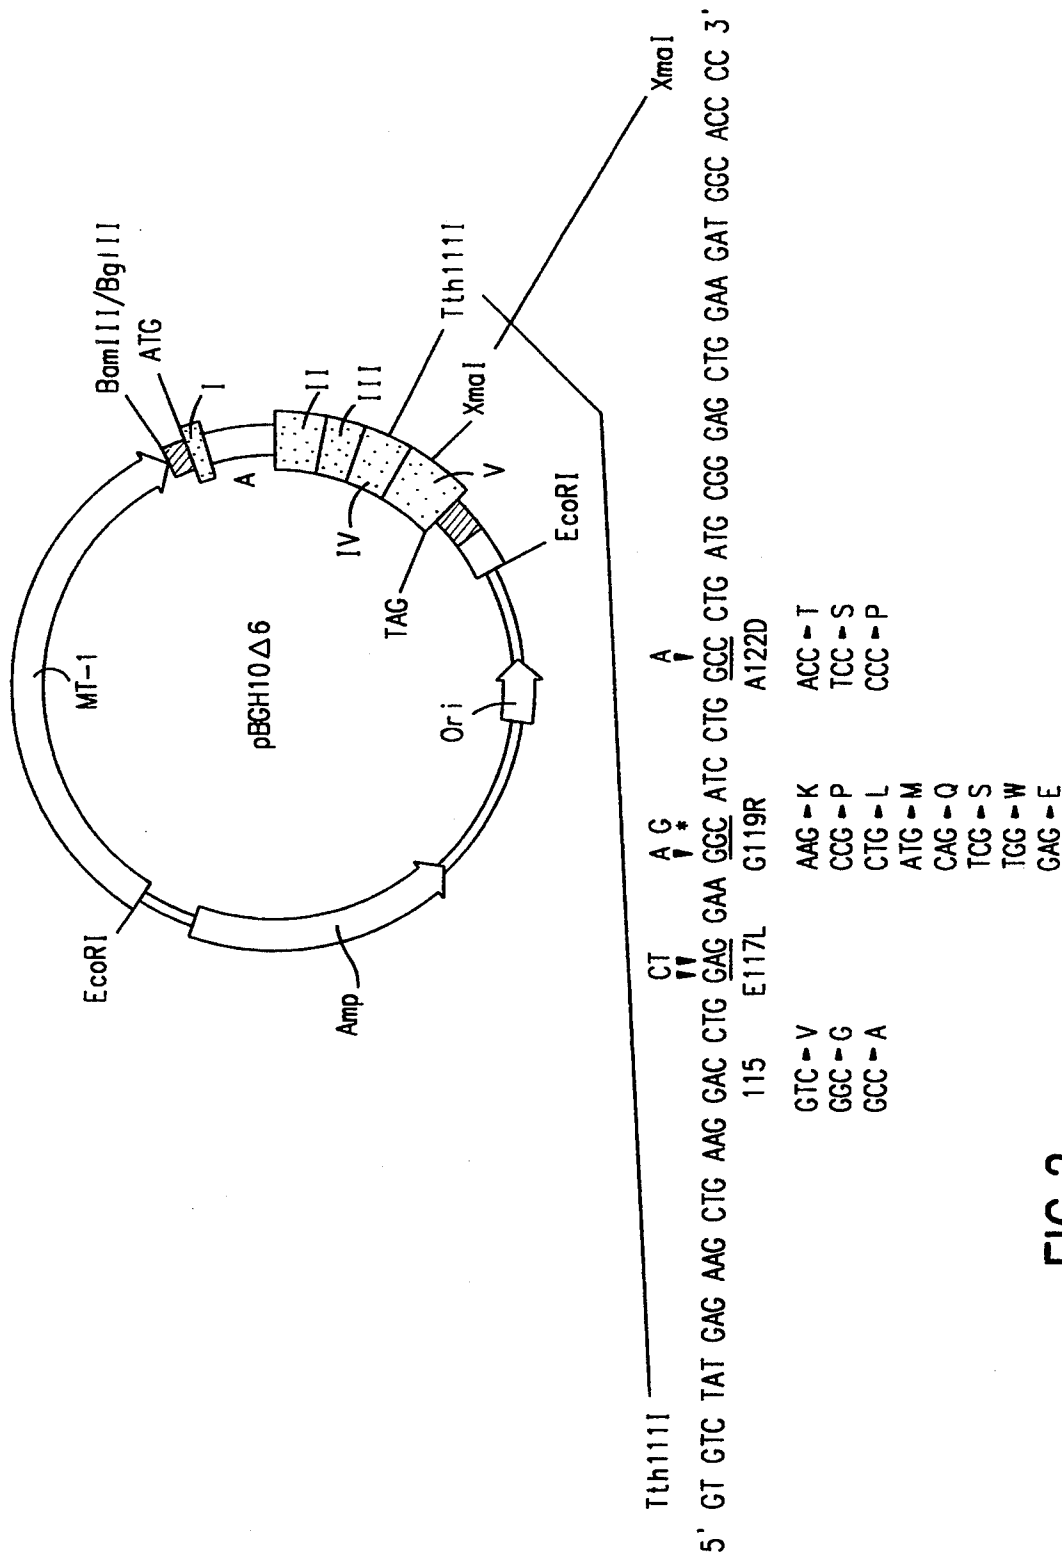 BamIII/BglII
ATG
I
A
II
III
IV
Tth111I
XmaI
V
TAG
EcoRI
MT-1
pBGH10Δ6
Ori
Amp
EcoRI
Tth111I
XmaI
CT
A G
*
A
5' GT GTC TAT GAG AAG CTG AAG GAC CTG GAG GAA GGC ATC CTG GCC CTG ATG CGG GAG CTG GAA GAT GGC ACC CC 3'
115 E117L G119R A122D
GTC ► V AAG ► K ACC ► T
GGC ► G CCG ► P TCC ► S
GCC ► A CTG ► L CCC ► P
ATG ► M
CAG ► Q
TCG ► S
TGG ► W
GAG ► E